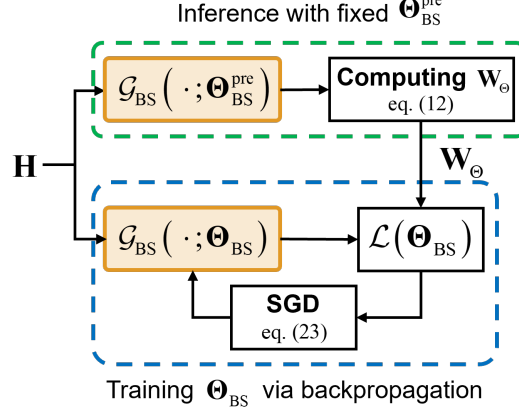 Inference with fixed Θ_BS^pre
𝒢_BS( · ; Θ_BS^pre )
Computing W_Θ
eq. (12)
H
W_Θ
𝒢_BS( · ; Θ_BS )
ℒ( Θ_BS )
SGD
eq. (23)
Training Θ_BS via backpropagation